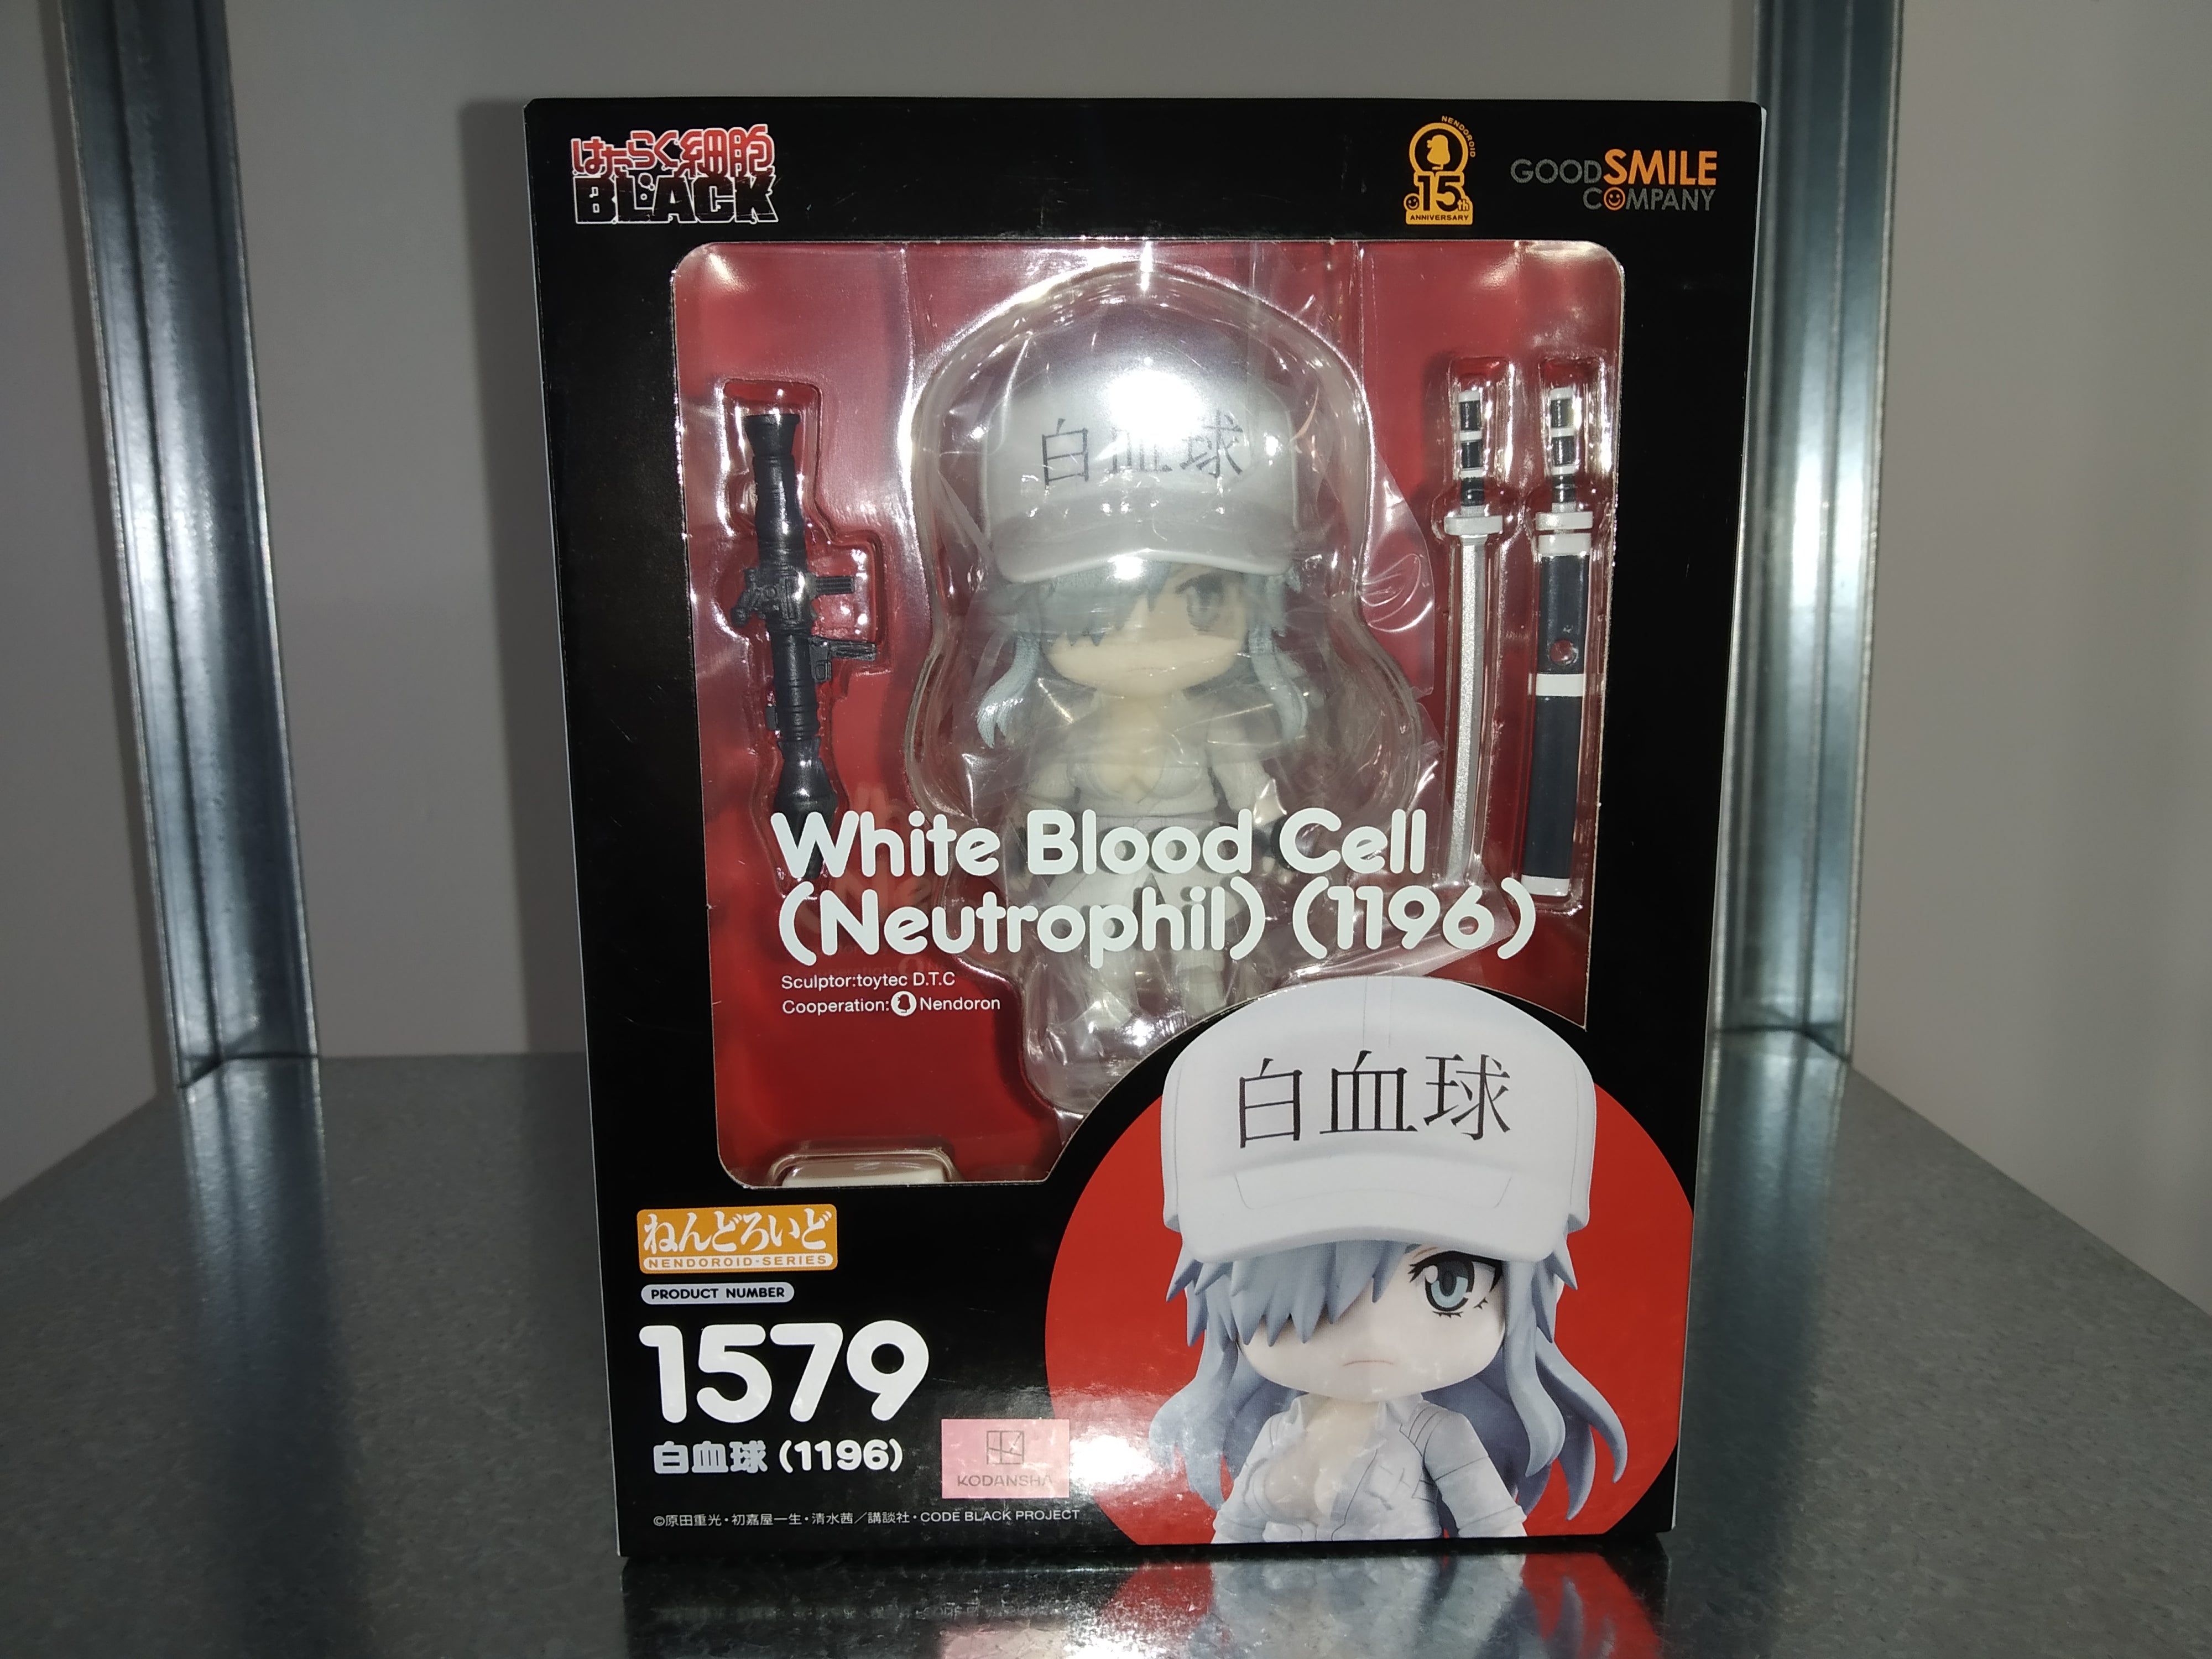 はたらく細胞
BLACK
NENDOROID
15th
ANNIVERSARY
GOOD SMILE
COMPANY
白血球
White Blood Cell
(Neutrophil) (1196)
Sculptor:toytec D.T.C
Cooperation: Nendoron
白血球
ねんどろいど
NENDOROID·SERIES
PRODUCT NUMBER
1579
白血球 (1196)
KODANSHA
©原田重光・初嘉屋一生・清水茜／講談社・CODE BLACK PROJECT